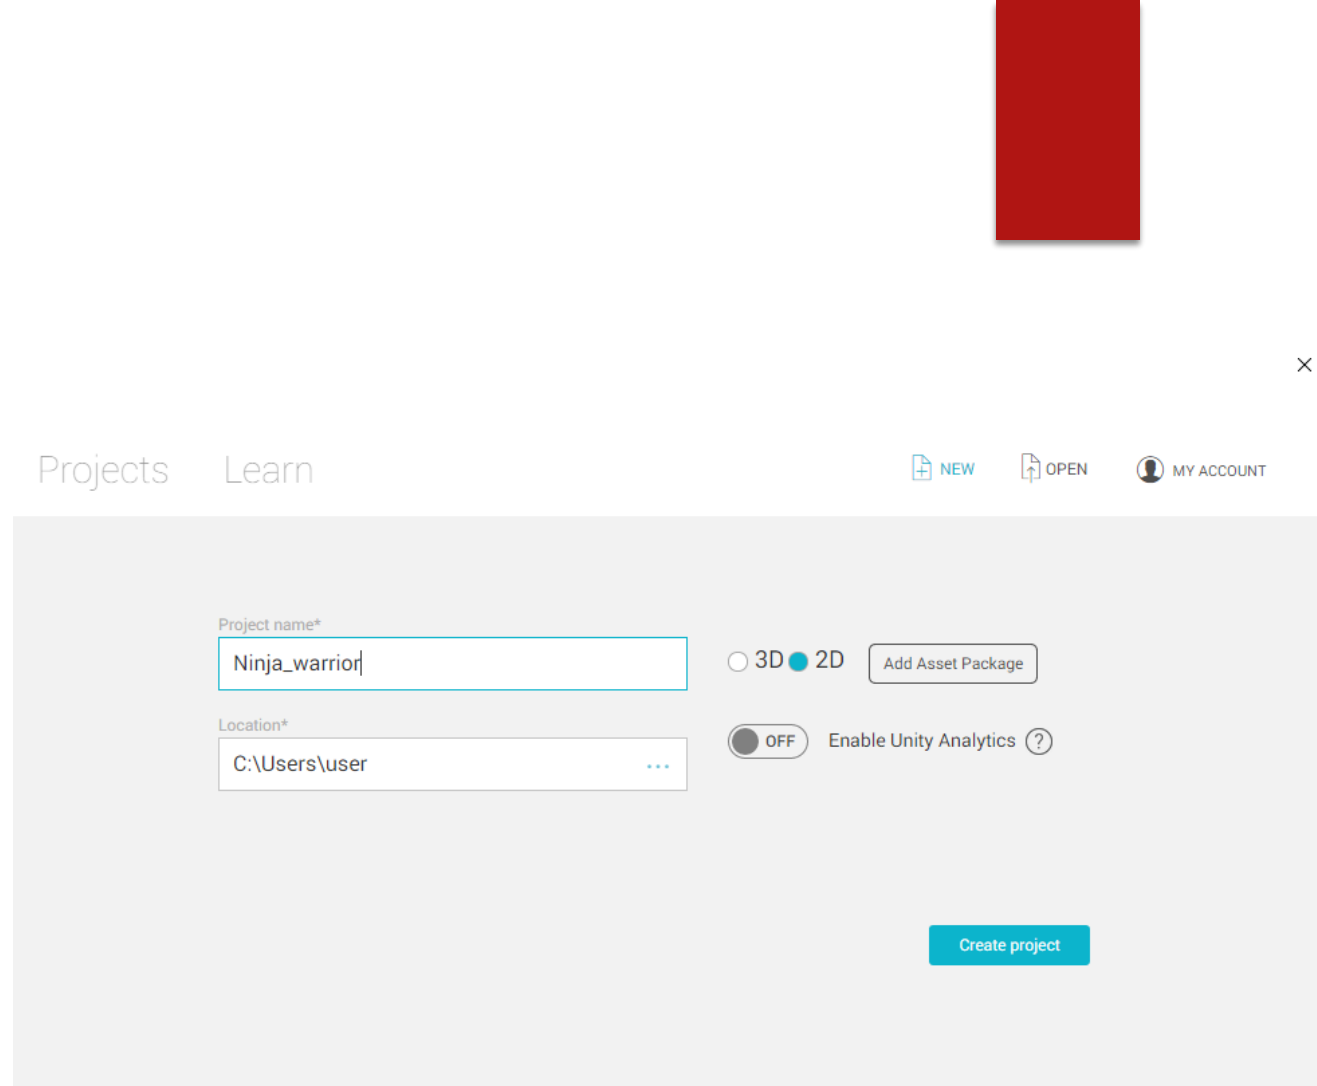 Projects Learn NEW OPEN MY ACCOUNT
Project name*
Ninja_warrior
3D 2D Add Asset Package
Location*
C:\Users\user ...
OFF Enable Unity Analytics ?
Create project